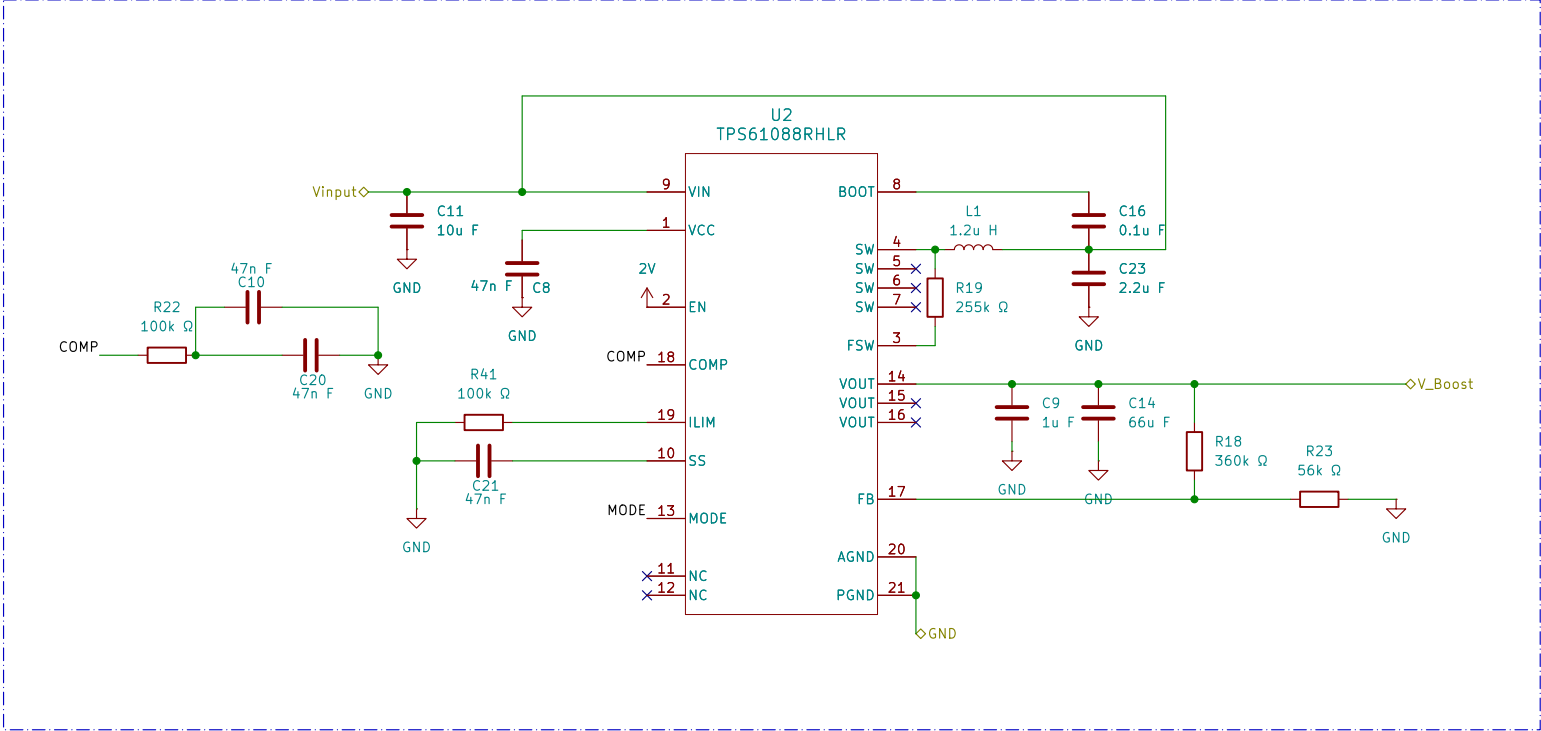 U2
TPS61088RHLR
Vinput
9
VIN
BOOT
8
C11
10u F
GND
1
VCC
C16
0.1u F
L1
1.2u H
SW
4
SW
5
SW
6
SW
7
R19
255k Ω
C23
2.2u F
GND
47n F
C8
GND
2V
2
EN
FSW
3
47n F
C10
R22
100k Ω
COMP
C20
47n F
GND
COMP
18
COMP
VOUT
14
VOUT
15
VOUT
16
V_Boost
C9
1u F
GND
C14
66u F
GND
R41
100k Ω
19
ILIM
10
SS
C21
47n F
GND
R18
360k Ω
R23
56k Ω
GND
FB
17
MODE
13
MODE
AGND
20
PGND
21
GND
11
NC
12
NC